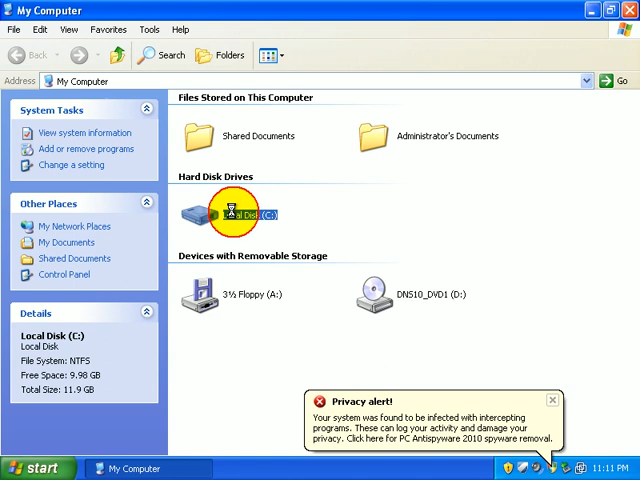 My Computer
File Edit View Favorites Tools Help
Back Search Folders
Address My Computer Go
System Tasks
View system information
Add or remove programs
Change a setting
Other Places
My Network Places
My Documents
Shared Documents
Control Panel
Details
Local Disk (C:)
Local Disk
File System: NTFS
Free Space: 9.98 GB
Total Size: 11.9 GB
Files Stored on This Computer
Shared Documents Administrator's Documents
Hard Disk Drives
Local Disk (C:)
Devices with Removable Storage
3½ Floppy (A:) DNS10_DVD1 (D:)
Privacy alert!
Your system was found to be infected with intercepting
programs. These can log your activity and damage your
privacy. Click here for PC Antispyware 2010 spyware removal.
start My Computer 11:11 PM